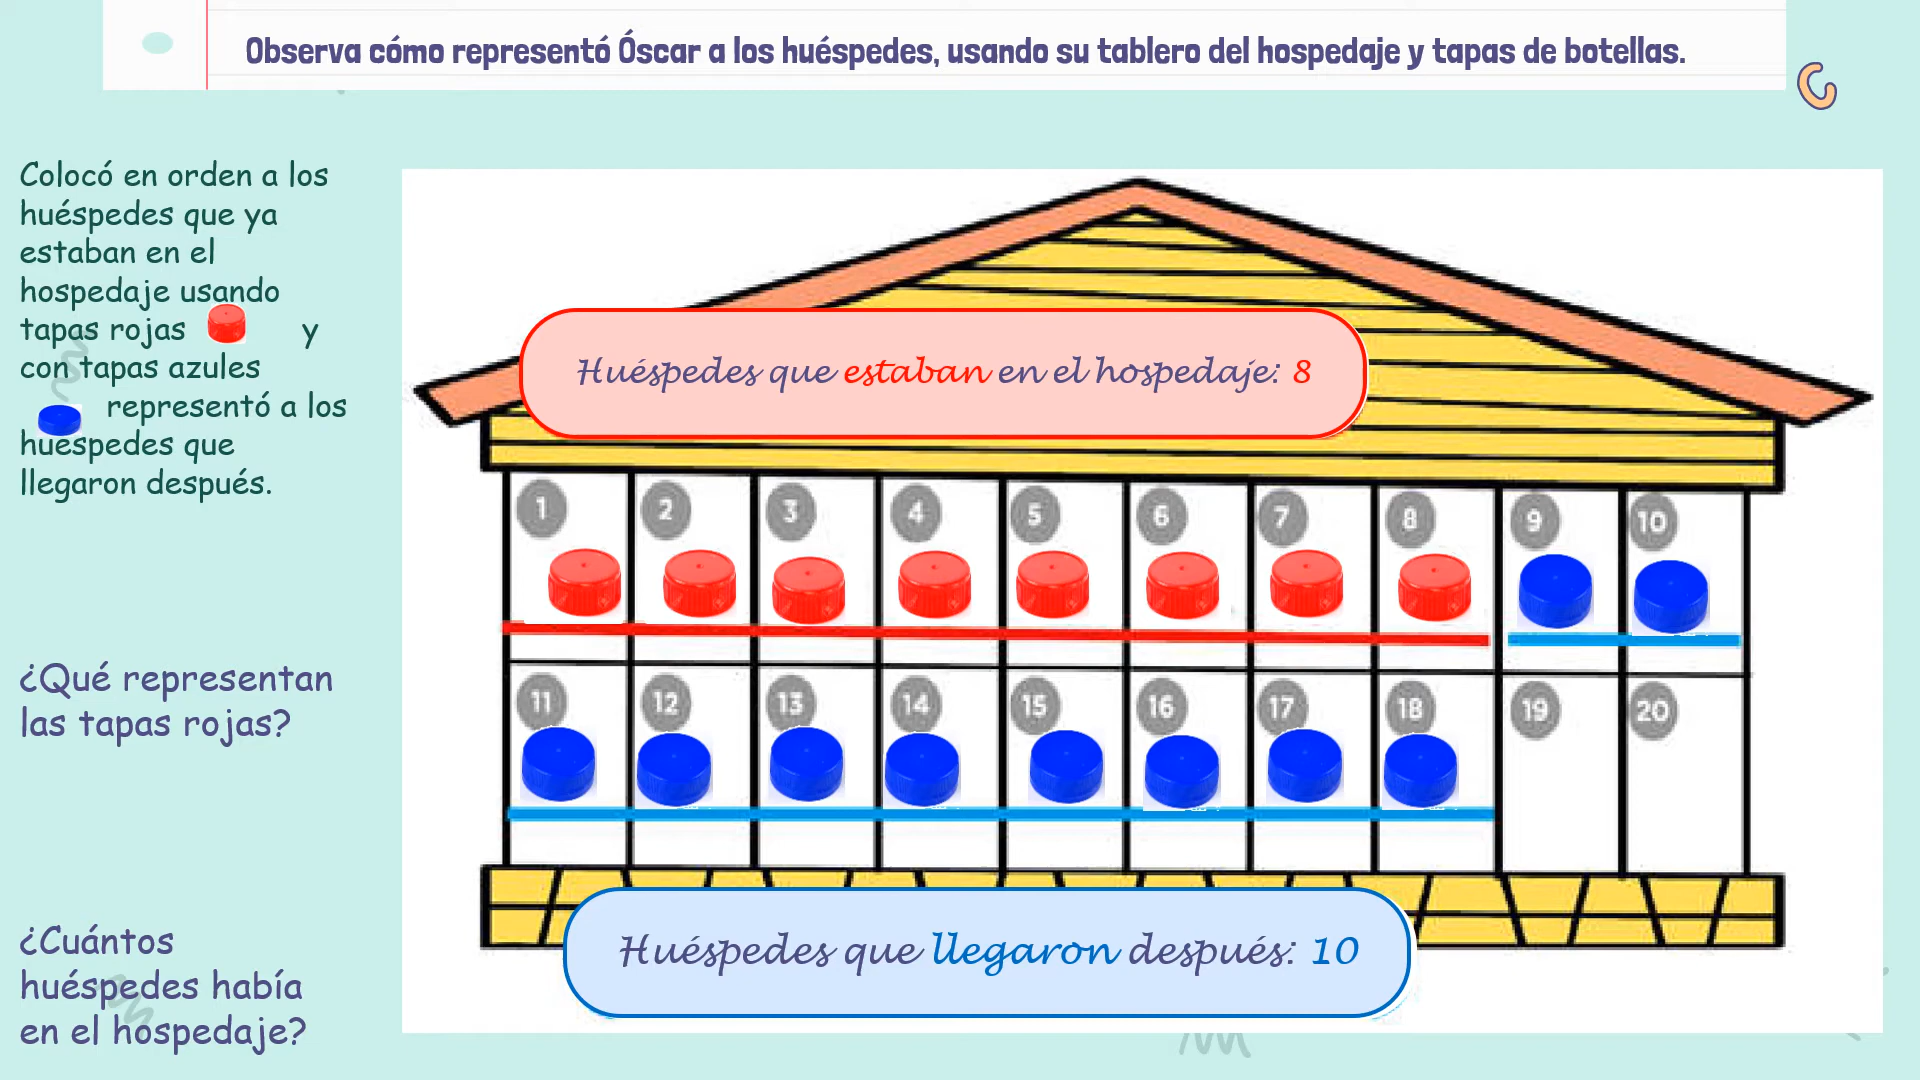 Observa cómo representó Óscar a los huéspedes, usando su tablero del hospedaje y tapas de botellas.
Colocó en orden a los
huéspedes que ya
estaban en el
hospedaje usando
tapas rojas y
con tapas azules
representó a los
huéspedes que
llegaron después.
¿Qué representan
las tapas rojas?
¿Cuántos
huéspedes había
en el hospedaje?
Huéspedes que estaban en el hospedaje: 8
1 2 3 4 5 6 7 8 9 10
11 12 13 14 15 16 17 18 19 20
Huéspedes que llegaron después: 10